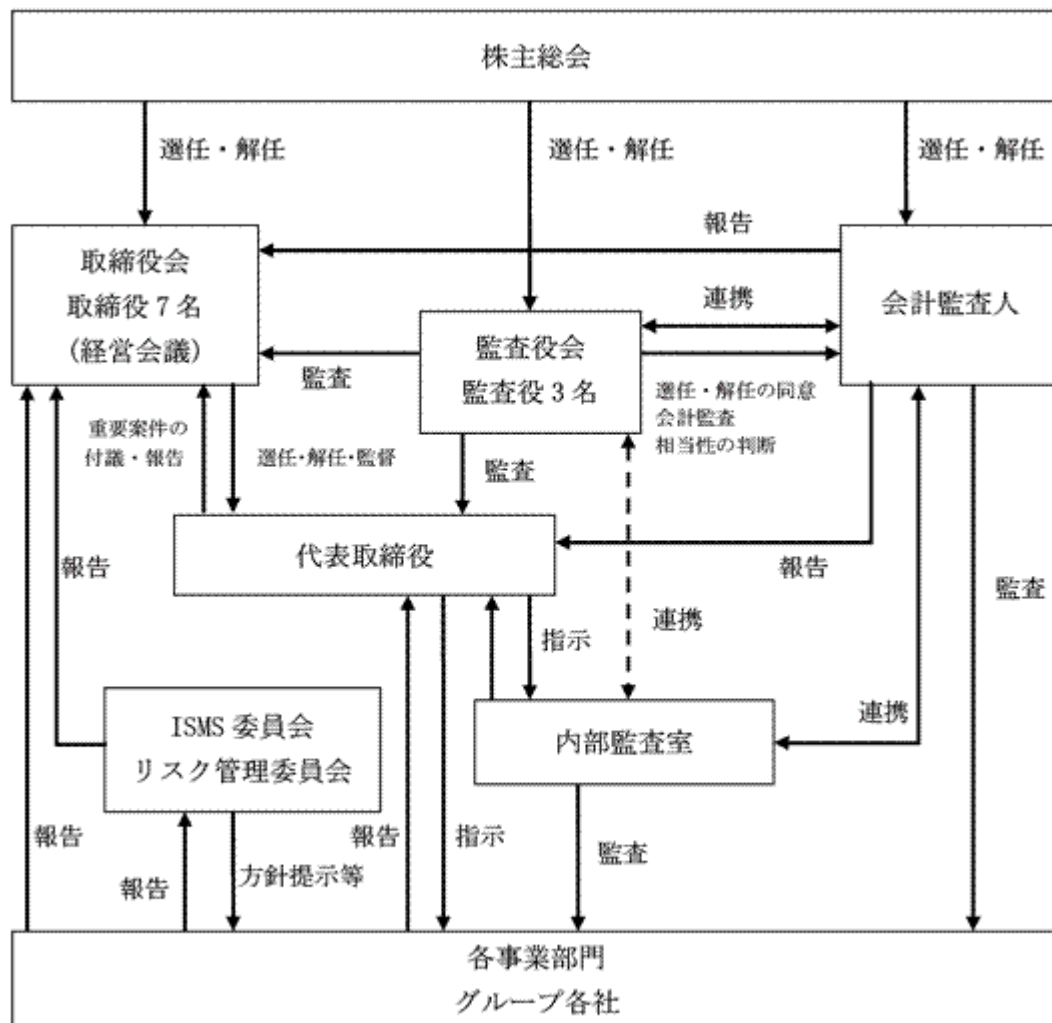 株主総会
選任・解任
選任・解任
選任・解任
報告
取締役会
取締役7名
(経営会議)
会計監査人
連携
監査役会
監査役3名
監査
選任・解任の同意
会計監査
相当性の判断
重要案件の
付議・報告
選任・解任・監督
監査
代表取締役
報告
報告
監査
連携
指示
ISMS 委員会
リスク管理委員会
内部監査室
連携
報告
報告
指示
監査
方針提示等
報告
各事業部門
グループ各社